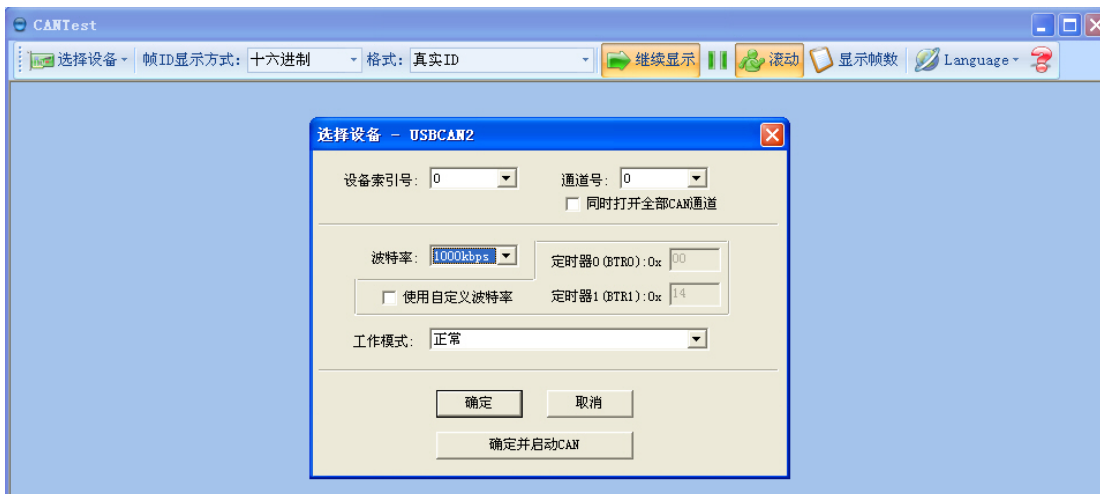 CANTest
选择设备 帧ID显示方式: 十六进制 格式: 真实ID 继续显示 滚动 显示帧数 Language
选择设备 - USBCAN2
设备索引号: 0 通道号: 0
同时打开全部CAN通道
波特率: 1000kbps 定时器0(BTR0):0x 00
使用自定义波特率 定时器1(BTR1):0x 14
工作模式: 正常
确定 取消
确定并启动CAN